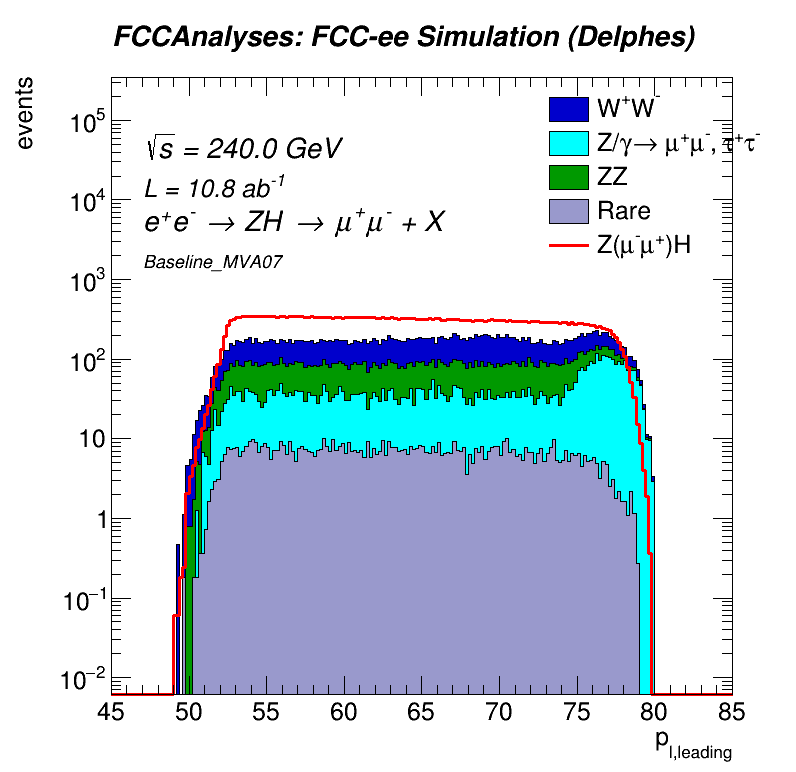 FCCAnalyses: FCC-ee Simulation (Delphes)
events
10⁵
10⁴
10³
10²
10
1
10⁻¹
10⁻²
√s = 240.0 GeV
L = 10.8 ab⁻¹
e⁺e⁻ → ZH → μ⁺μ⁻ + X
Baseline_MVA07
W⁺W⁻
Z/γ→ μ⁺μ⁻, τ⁺τ⁻
ZZ
Rare
Z(μ⁻μ⁺)H
45 50 55 60 65 70 75 80 85
p_l,leading